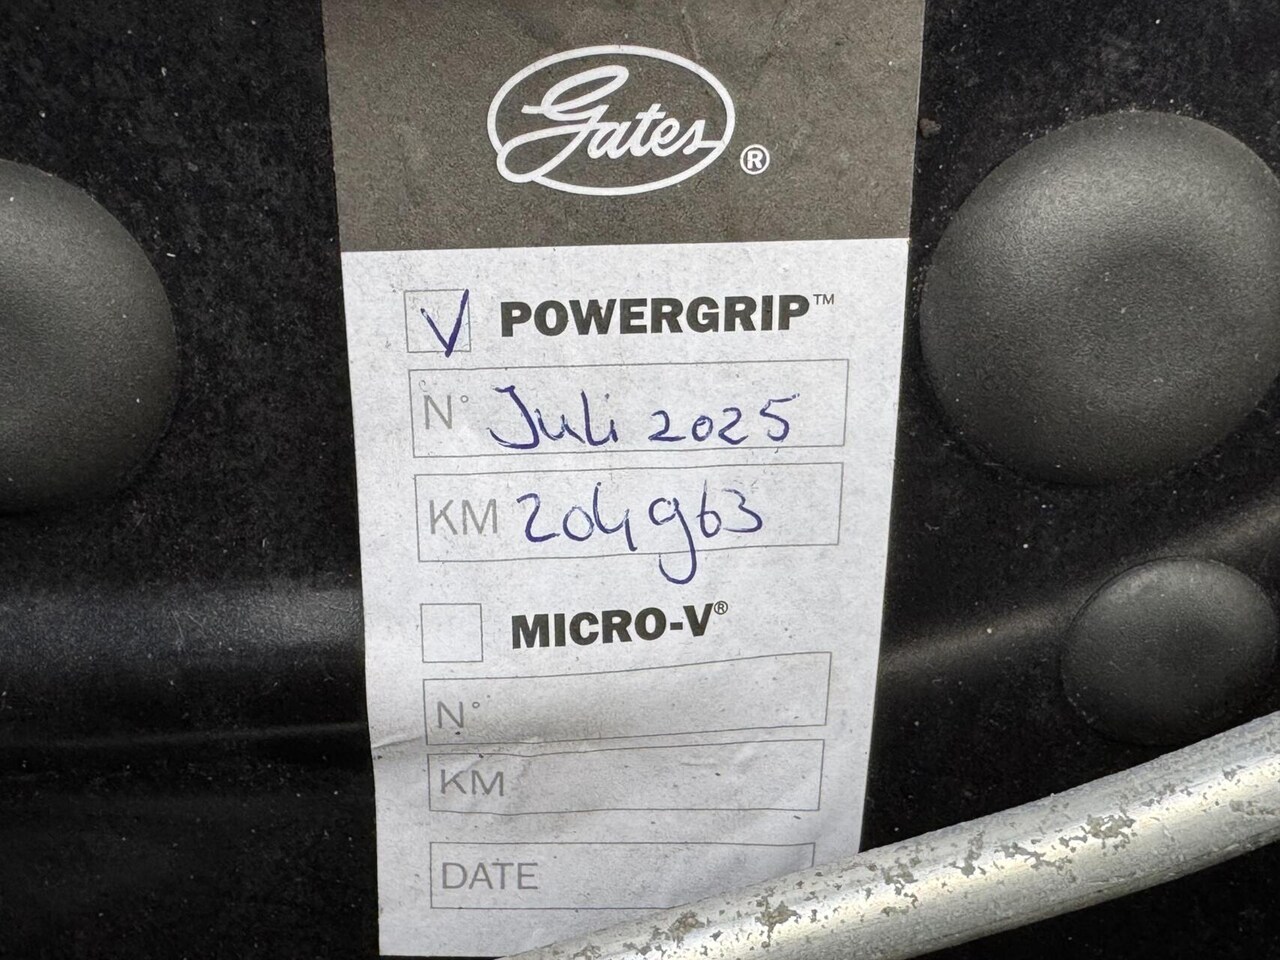 Gates®
V POWERGRIP™
N° Juli 2025
KM 204963
MICRO-V®
N°
KM
DATE